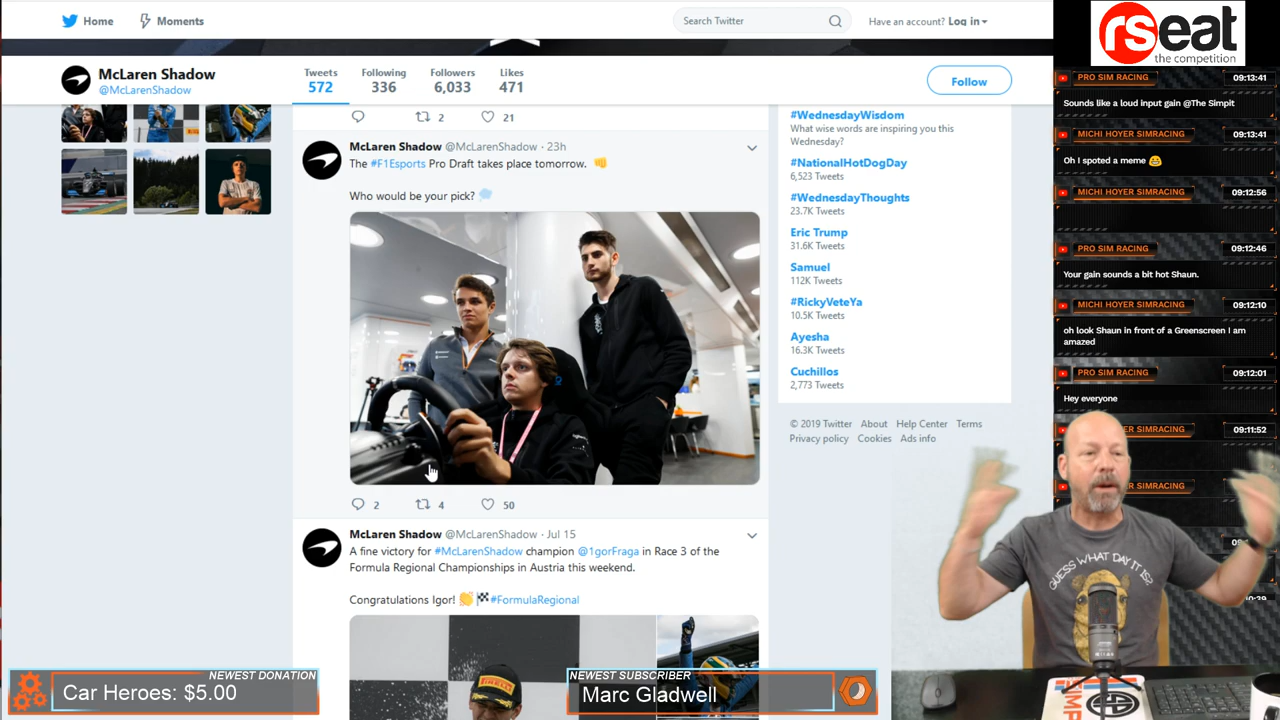 Home
Moments
Search Twitter
Have an account? Log in
McLaren Shadow
@McLarenShadow
Tweets
572
Following
336
Followers
6,033
Likes
471
Follow
2
21
McLaren Shadow @McLarenShadow · 23h
The #F1Esports Pro Draft takes place tomorrow.
Who would be your pick?
2
4
50
McLaren Shadow @McLarenShadow · Jul 15
A fine victory for #McLarenShadow champion @1gorFraga in Race 3 of the
Formula Regional Championships in Austria this weekend.
Congratulations Igor! #FormulaRegional
#WednesdayWisdom
What wise words are inspiring you this
Wednesday?
#NationalHotDogDay
6,523 Tweets
#WednesdayThoughts
23.7K Tweets
Eric Trump
31.6K Tweets
Samuel
112K Tweets
#RickyVeteYa
10.5K Tweets
Ayesha
16.3K Tweets
Cuchillos
2,773 Tweets
© 2019 Twitter About Help Center Terms
Privacy policy Cookies Ads info
rseat
the competition
PRO SIM RACING 09:13:41
Sounds like a loud input gain @The Simpit
MICHI HOYER SIMRACING 09:13:41
Oh I spoted a meme
MICHI HOYER SIMRACING 09:12:56
PRO SIM RACING 09:12:46
Your gain sounds a bit hot Shaun.
MICHI HOYER SIMRACING 09:12:10
oh look Shaun in front of a Greenscreen I am
amazed
PRO SIM RACING 09:12:01
Hey everyone
SIMRACING 09:11:52
SIMRACING
GUESS WHAT DAY IT IS?
PIRELLI
NEWEST DONATION
Car Heroes: $5.00
NEWEST SUBSCRIBER
Marc Gladwell